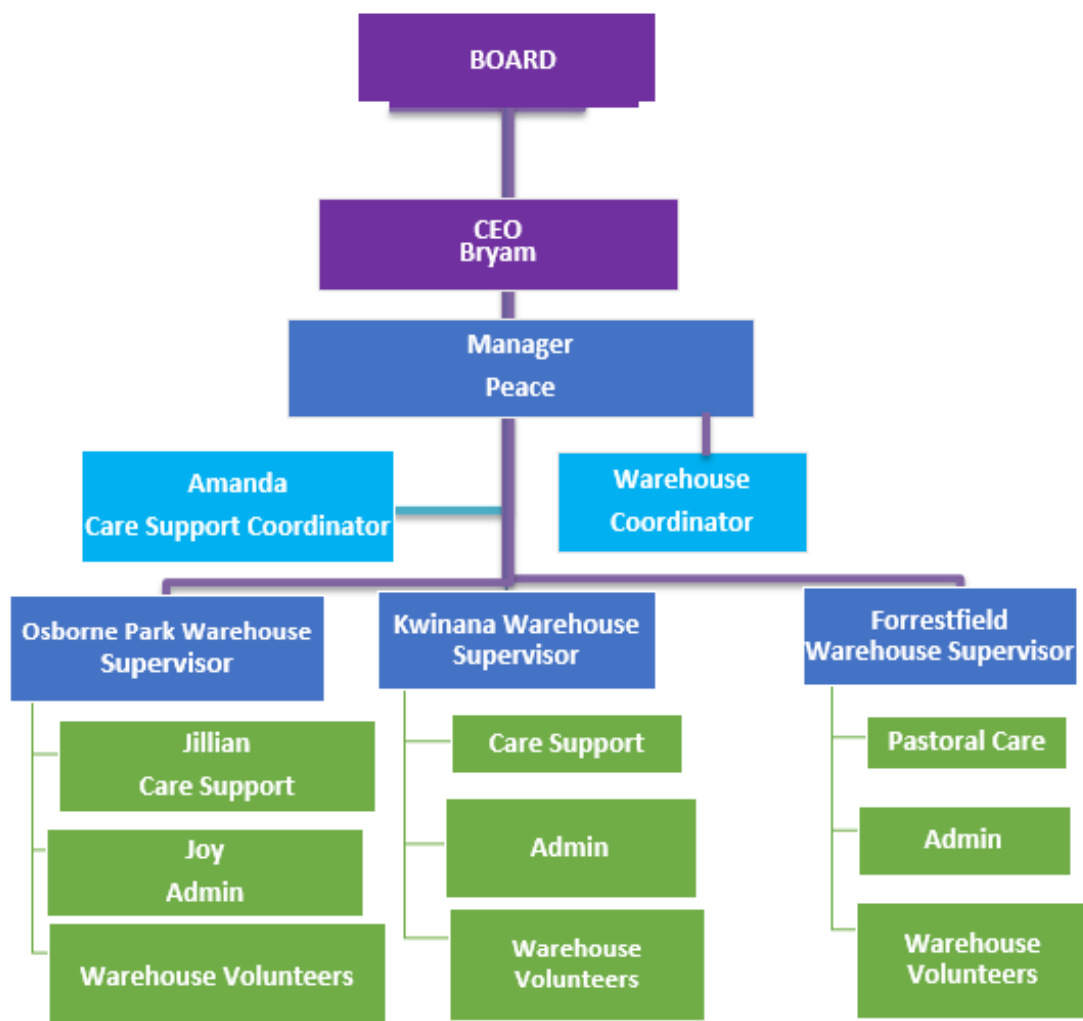 BOARD
CEO
Bryam
Manager
Peace
Amanda
Care Support Coordinator
Warehouse
Coordinator
Osborne Park Warehouse
Supervisor
Kwinana Warehouse
Supervisor
Forrestfield
Warehouse Supervisor
Jillian
Care Support
Joy
Admin
Warehouse Volunteers
Care Support
Admin
Warehouse
Volunteers
Pastoral Care
Admin
Warehouse
Volunteers